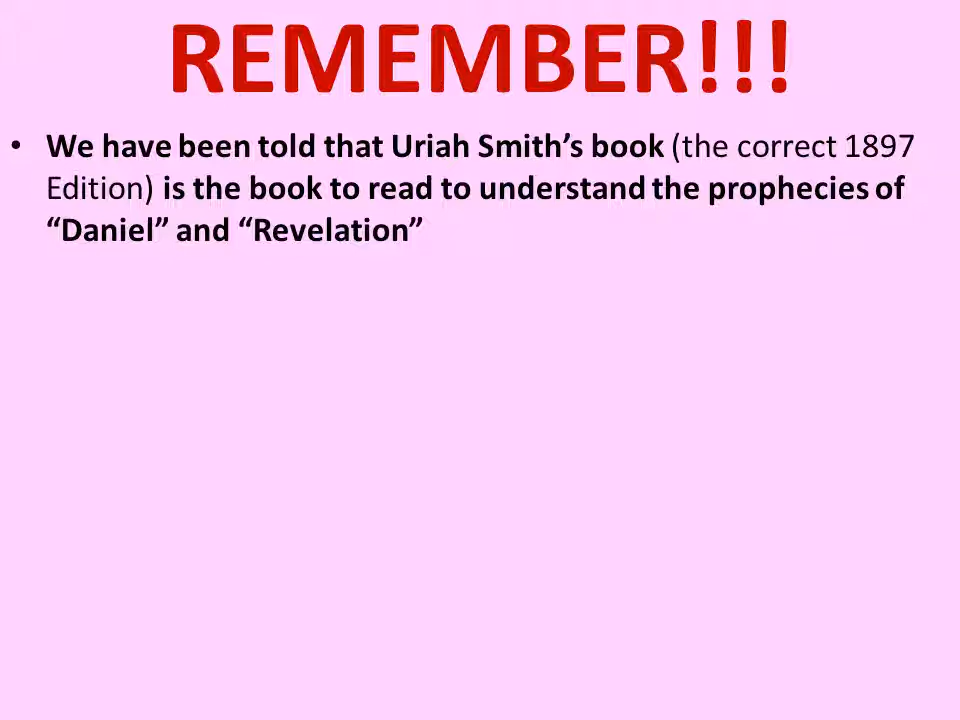 REMEMBER!!!
• We have been told that Uriah Smith’s book (the correct 1897
Edition) is the book to read to understand the prophecies of
“Daniel” and “Revelation”